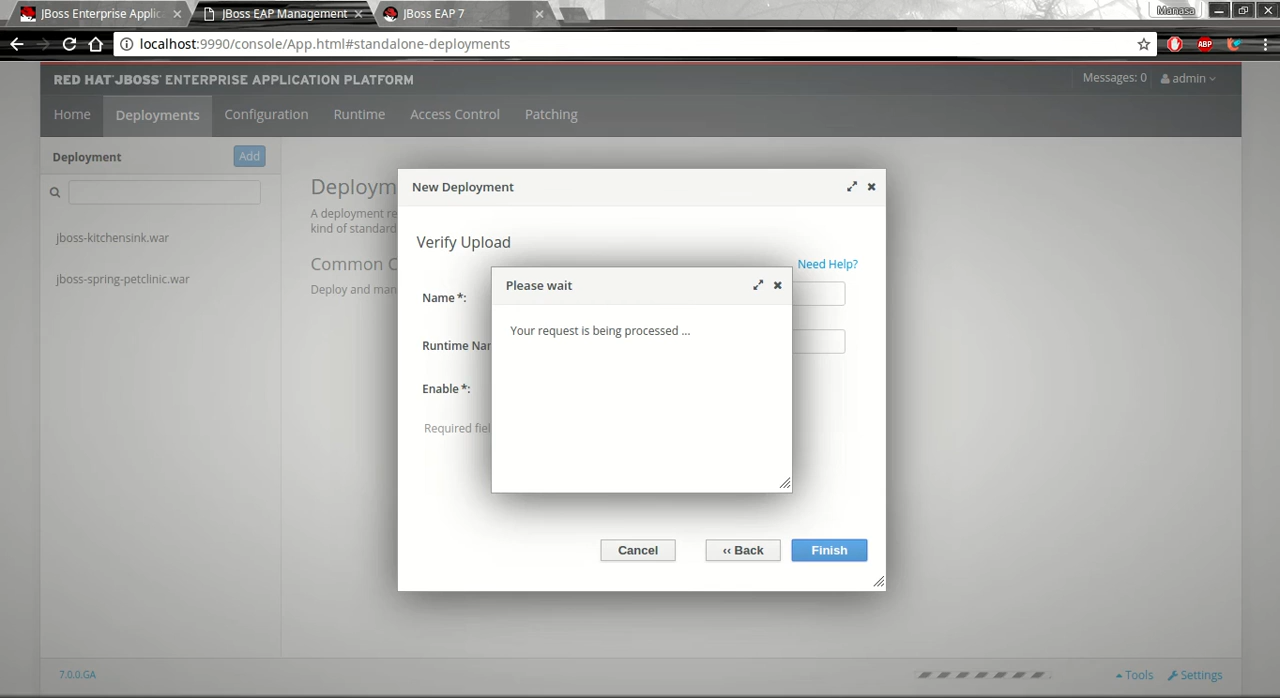 JBoss Enterprise Applic
JBoss EAP Management
JBoss EAP 7
Manasa
localhost:9990/console/App.html#standalone-deployments
ABP
RED HAT JBOSS ENTERPRISE APPLICATION PLATFORM
Messages: 0
admin
Home
Deployments
Configuration
Runtime
Access Control
Patching
Deployment
Add
jboss-kitchensink.war
jboss-spring-petclinic.war
Deploym
A deployment re
kind of standard
Common C
Deploy and man
New Deployment
Verify Upload
Need Help?
Name *:
Runtime Nar
Enable *:
Required fiel
Please wait
Your request is being processed ...
Cancel
‹‹ Back
Finish
7.0.0.GA
Tools
Settings